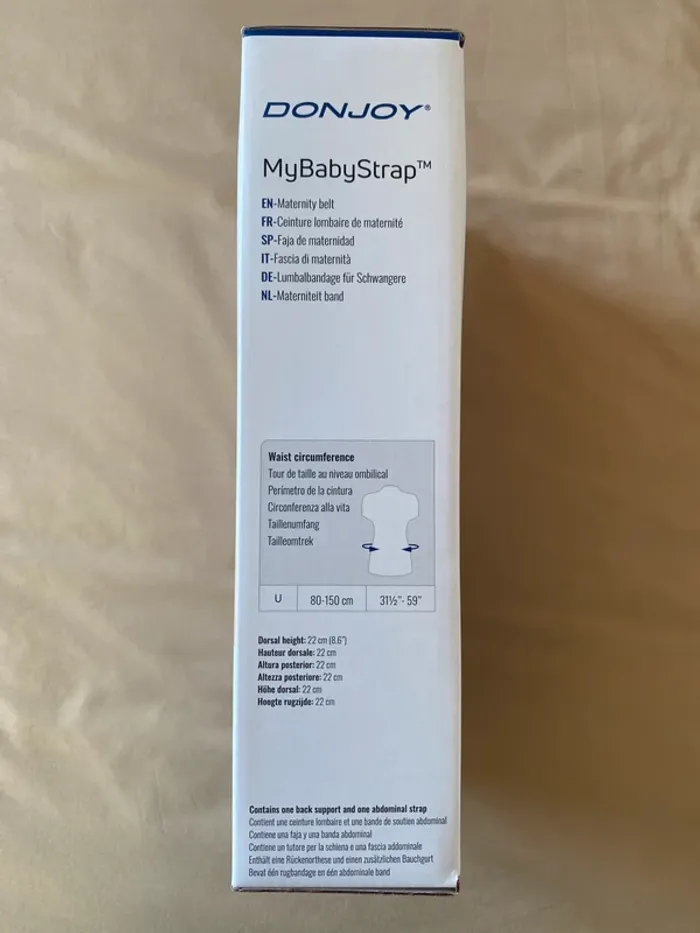 DONJOY®
MyBabyStrap™
EN-Maternity belt
FR-Ceinture lombaire de maternité
SP-Faja de maternidad
IT-Fascia di maternità
DE-Lumbalbandage für Schwangere
NL-Materniteit band
Waist circumference
Tour de taille au niveau ombilical
Perímetro de la cintura
Circonferenza alla vita
Taillenumfang
Tailleomtrek
U 80-150 cm 31½"- 59"
Dorsal height: 22 cm (8.6")
Hauteur dorsale: 22 cm
Altura posterior: 22 cm
Altezza posteriore: 22 cm
Höhe dorsal: 22 cm
Hoogte rugzijde: 22 cm
Contains one back support and one abdominal strap
Contient une ceinture lombaire et une bande de soutien abdominal
Contiene una faja y una banda abdominal
Contiene un tutore per la schiena e una fascia addominale
Enthält eine Rückenorthese und einen zusätzlichen Bauchgurt
Bevat één rugbandage en één abdominale band